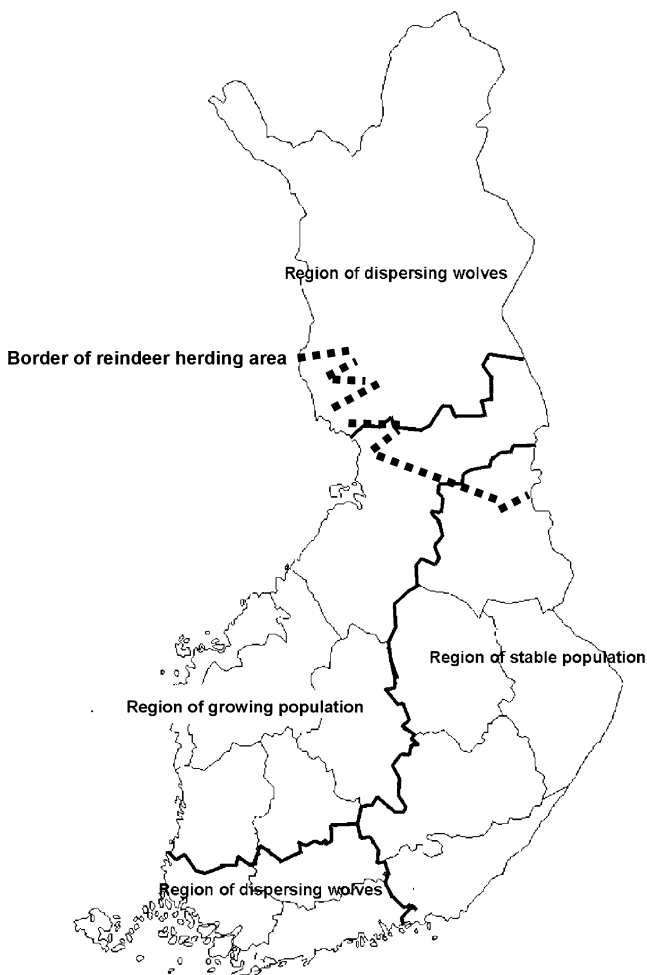 Region of dispersing wolves
Border of reindeer herding area
Region of stable population
Region of growing population
Region of dispersing wolves